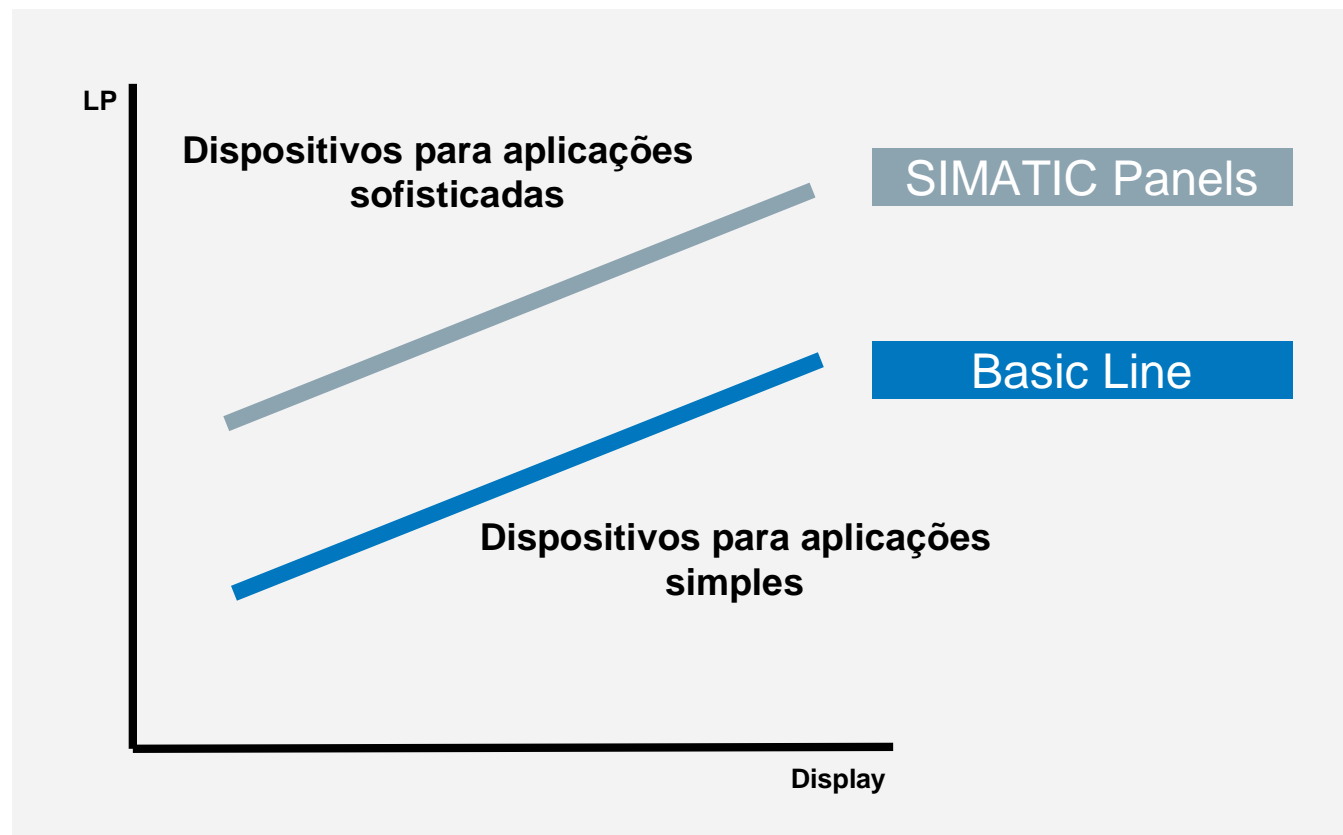 LP
Dispositivos para aplicações
sofisticadas
SIMATIC Panels
Basic Line
Dispositivos para aplicações
simples
Display